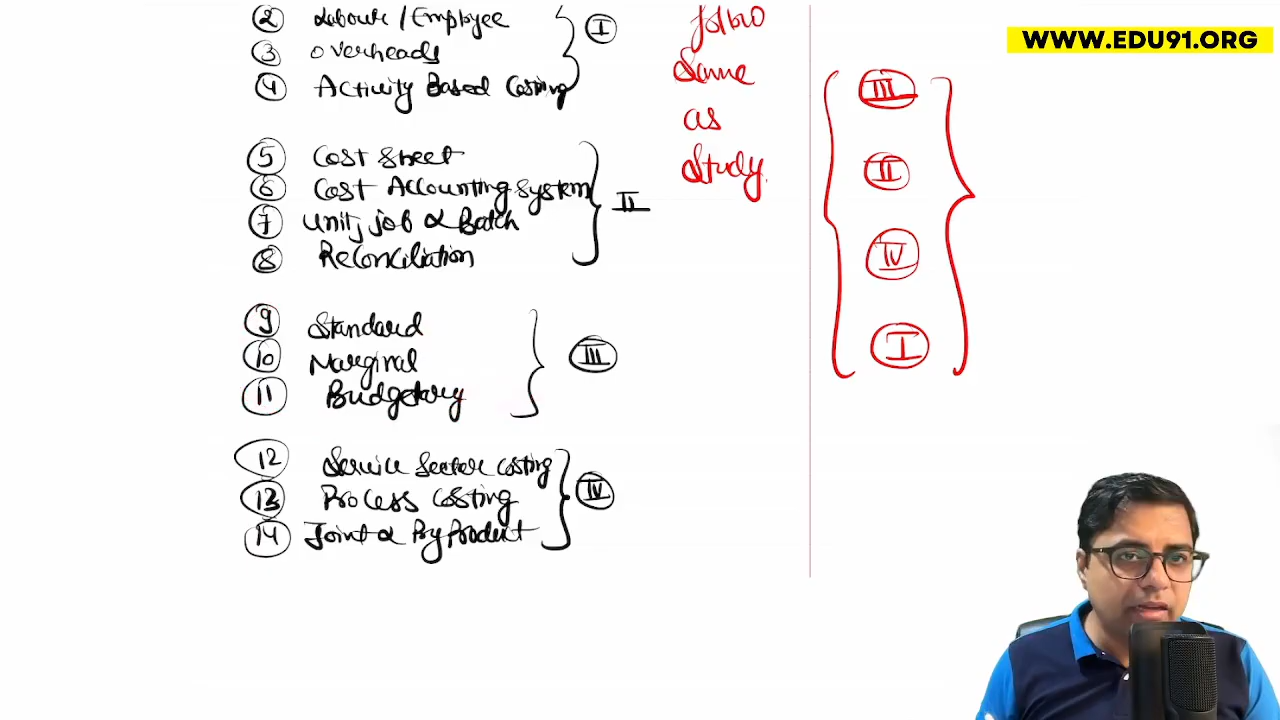 WWW.EDU91.ORG
② Labour / Employee
③ Overheads
④ Activity Based Costing
I
⑤ Cost Sheet
⑥ Cost Accounting System
⑦ Unit, job & Batch
⑧ Reconciliation
II
⑨ Standard
⑩ Marginal
⑪ Budgetary
III
⑫ Service Sector Costing
⑬ Process Costing
⑭ Joint & By Product
IV
Same
as
Study.
III
II
IV
I